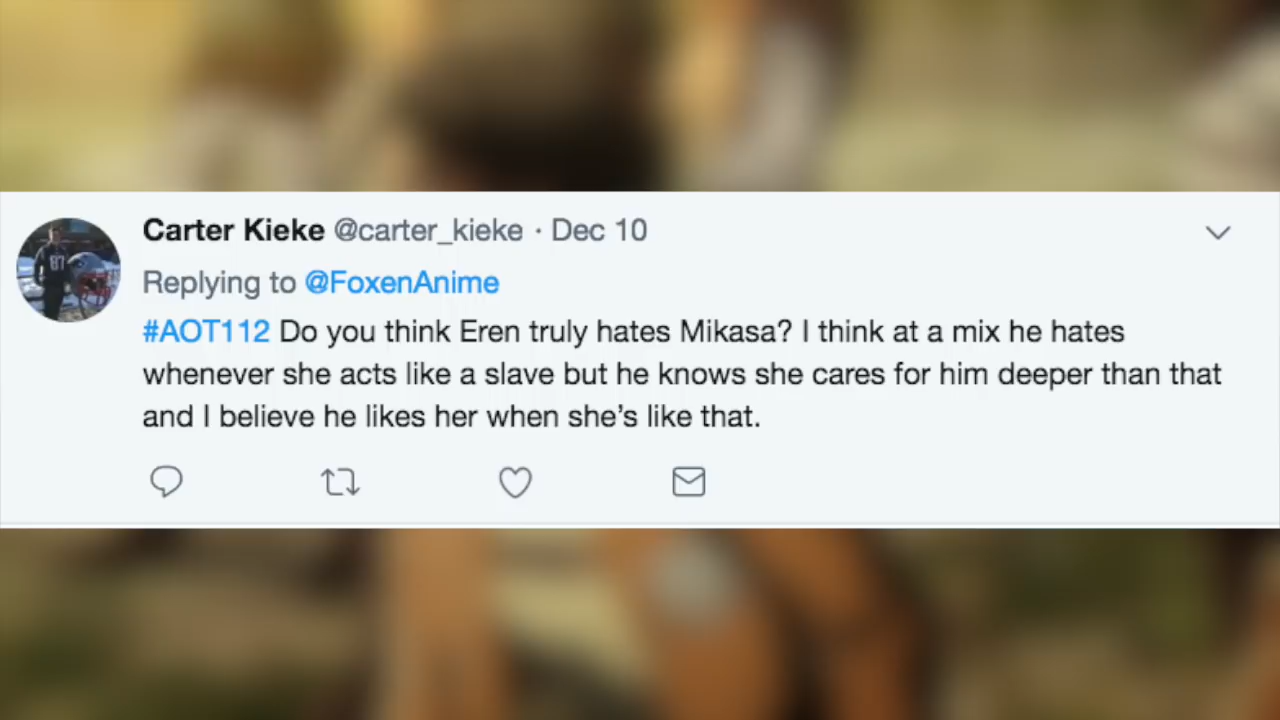 Carter Kieke @carter_kieke · Dec 10
Replying to @FoxenAnime
#AOT112 Do you think Eren truly hates Mikasa? I think at a mix he hates
whenever she acts like a slave but he knows she cares for him deeper than that
and I believe he likes her when she’s like that.
87